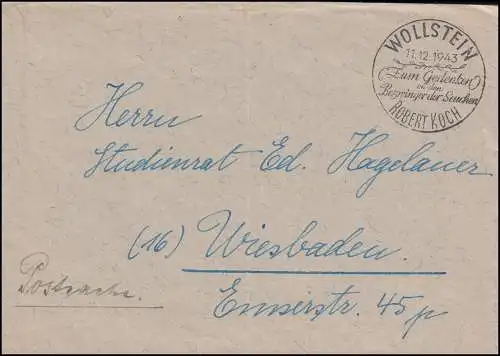 WOLLSTEIN
11.12.1943
Zum Gedenken
an den
Bezwinger der Seuchen
ROBERT KOCH
Herrn
Studienrat Ed. Hagelauer
(16) Wiesbaden.
Emserstr. 45p
Postsache.